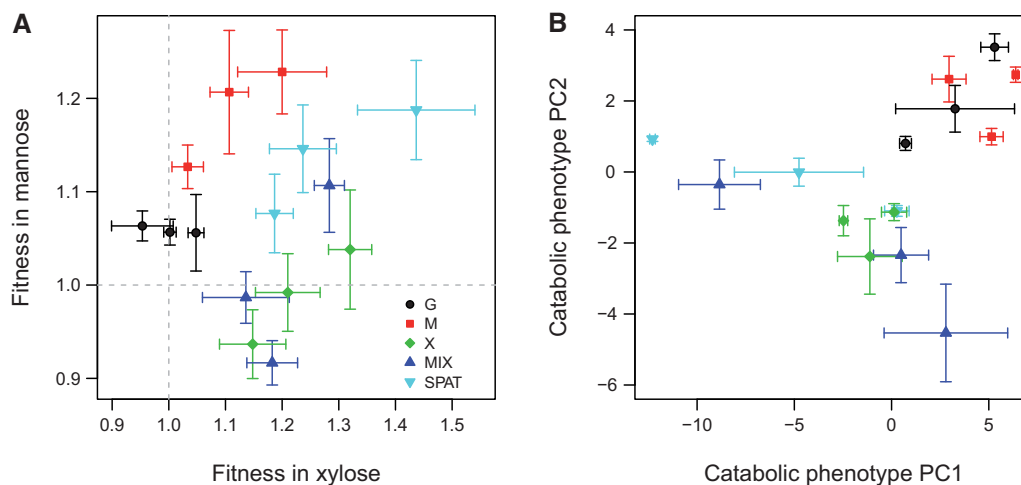 A
Fitness in mannose
1.2
1.1
1.0
0.9
0.9 1.0 1.1 1.2 1.3 1.4 1.5
Fitness in xylose
G
M
X
MIX
SPAT
B
Catabolic phenotype PC2
4
2
0
−2
−4
−6
−10 −5 0 5
Catabolic phenotype PC1